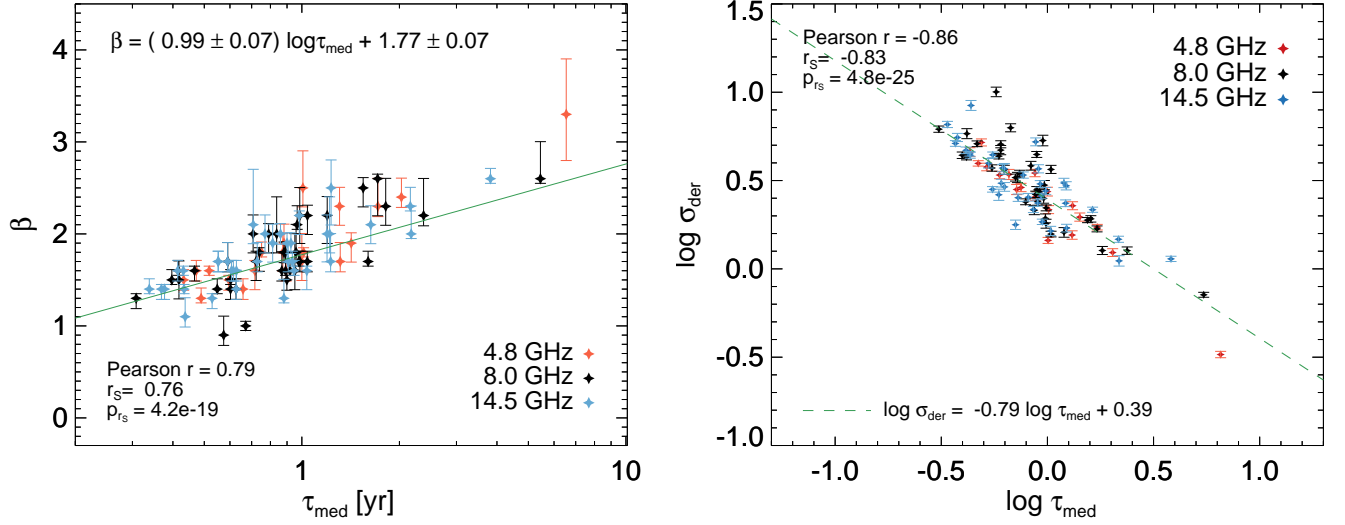 β = ( 0.99 ± 0.07) logτmed + 1.77 ± 0.07
4
3
2
1
0
β
Pearson r = 0.79
rS= 0.76
prS = 4.2e-19
4.8 GHz
8.0 GHz
14.5 GHz
1
10
τmed [yr]
1.5
1.0
0.5
0.0
-0.5
-1.0
log σder
Pearson r = -0.86
rS= -0.83
prS = 4.8e-25
4.8 GHz
8.0 GHz
14.5 GHz
log σder = -0.79 log τmed + 0.39
-1.0
-0.5
0.0
0.5
1.0
log τmed